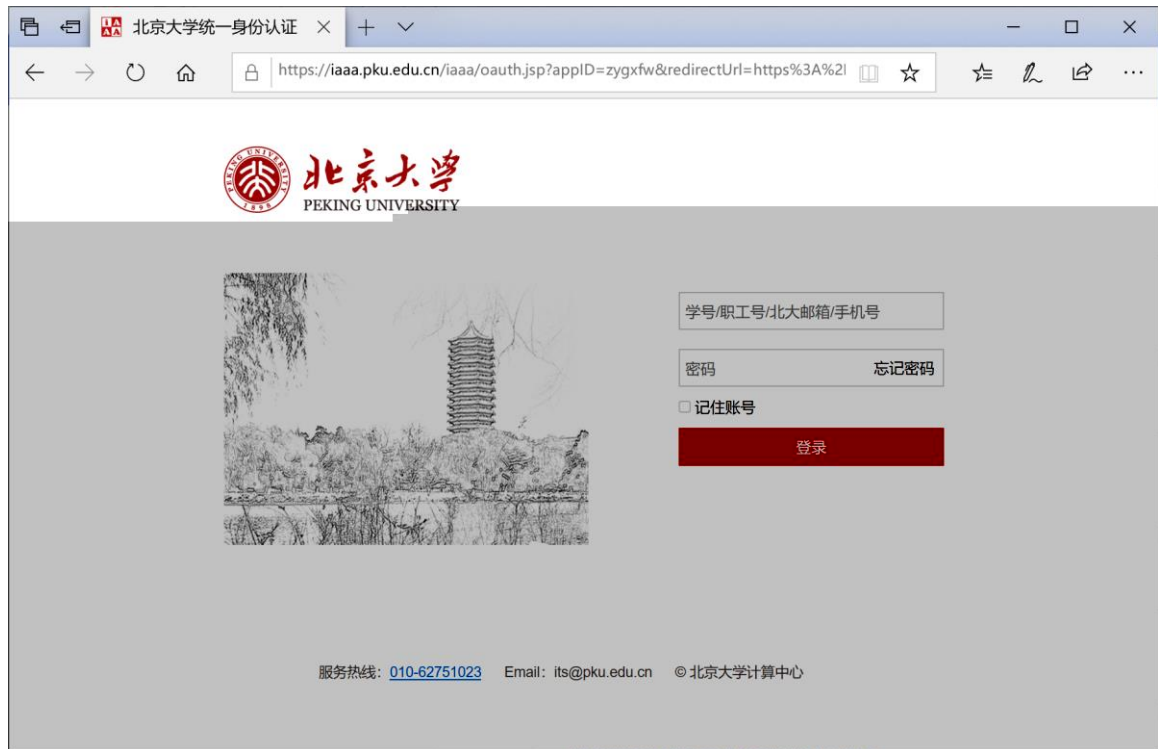 北京大学统一身份认证
https://iaaa.pku.edu.cn/iaaa/oauth.jsp?appID=zygxfw&redirectUrl=https%3A%2
PEKING UNIVERSITY
1898
北京大学
PEKING UNIVERSITY
学号/职工号/北大邮箱/手机号
密码 忘记密码
记住账号
登录
服务热线：010-62751023 Email：its@pku.edu.cn ©北京大学计算中心